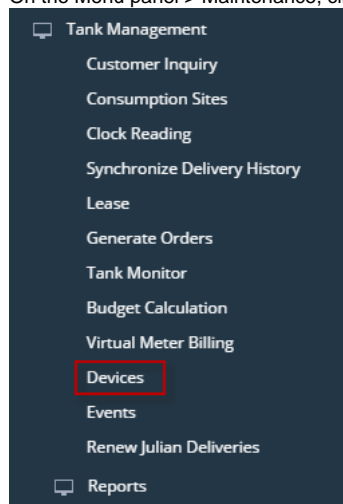 On the Menu panel > Maintenance, cli
Tank Management
Customer Inquiry
Consumption Sites
Clock Reading
Synchronize Delivery History
Lease
Generate Orders
Tank Monitor
Budget Calculation
Virtual Meter Billing
Devices
Events
Renew Julian Deliveries
Reports